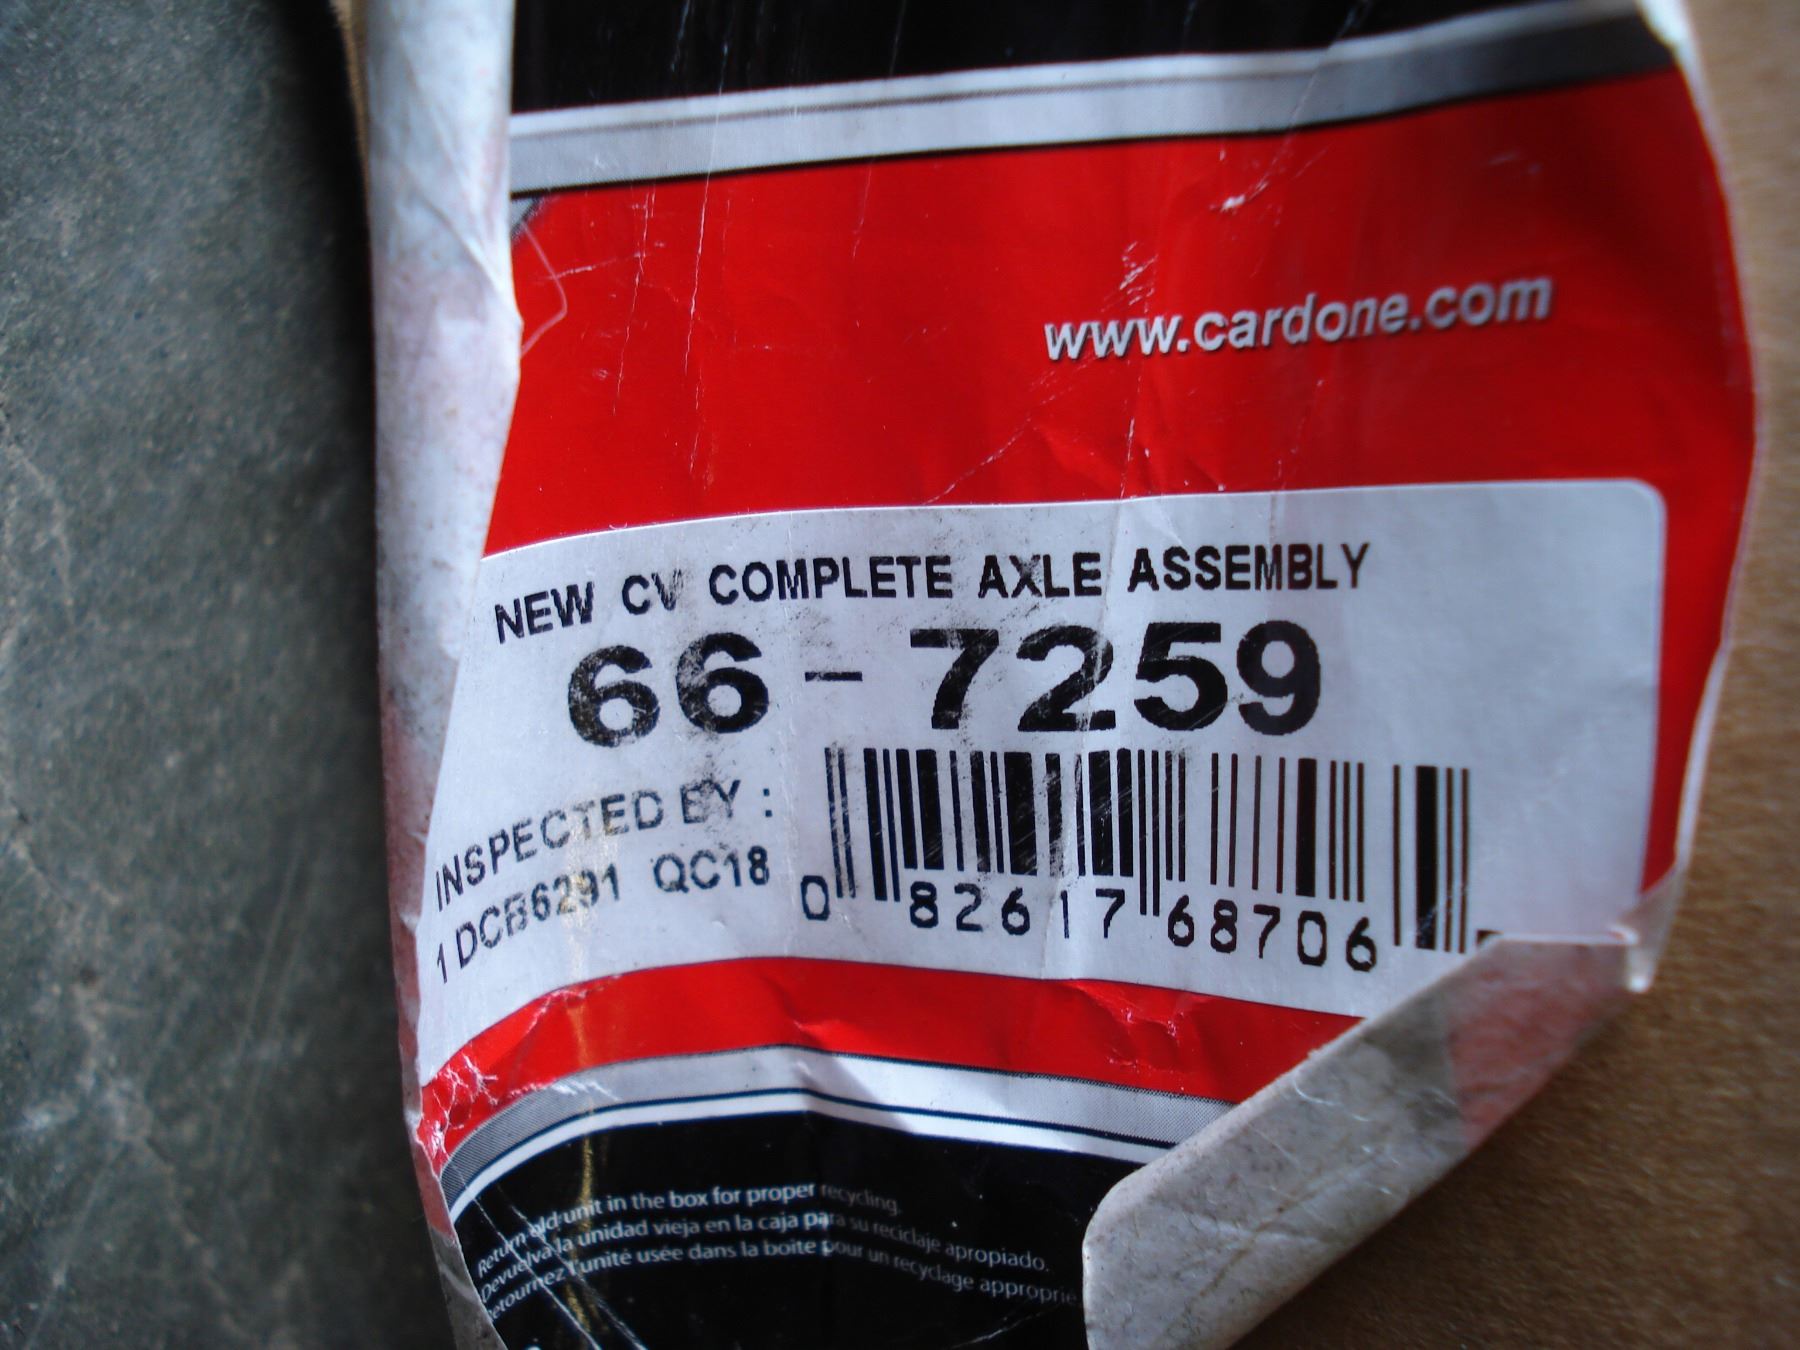 www.cardone.com
NEW CV COMPLETE AXLE ASSEMBLY
66-7259
INSPECTED BY :
1 DCB6291 QC18
0 82617 68706
Return old unit in the box for proper recycling.
Devuelva la unidad vieja en la caja para su reciclaje apropiado.
Retournez l'unité usée dans la boîte pour un recyclage approprié